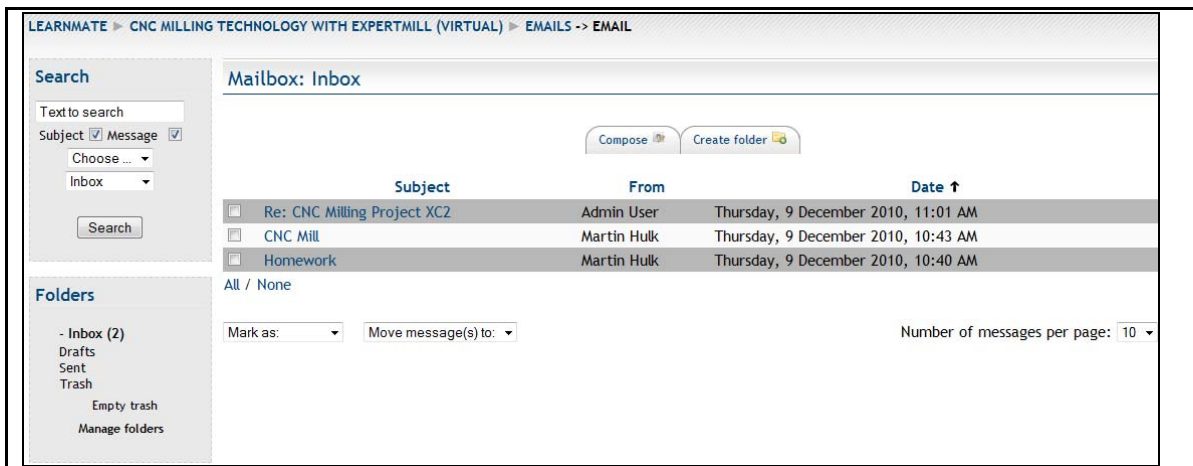 LEARNMATE ► CNC MILLING TECHNOLOGY WITH EXPERTMILL (VIRTUAL) ► EMAILS -> EMAIL
Search
Text to search
Subject Message
Choose ...
Inbox
Search
Folders
- Inbox (2)
Drafts
Sent
Trash
Empty trash
Manage folders
Mailbox: Inbox
Compose Create folder
Subject From Date ↑
Re: CNC Milling Project XC2 Admin User Thursday, 9 December 2010, 11:01 AM
CNC Mill Martin Hulk Thursday, 9 December 2010, 10:43 AM
Homework Martin Hulk Thursday, 9 December 2010, 10:40 AM
All / None
Mark as: Move message(s) to: Number of messages per page: 10